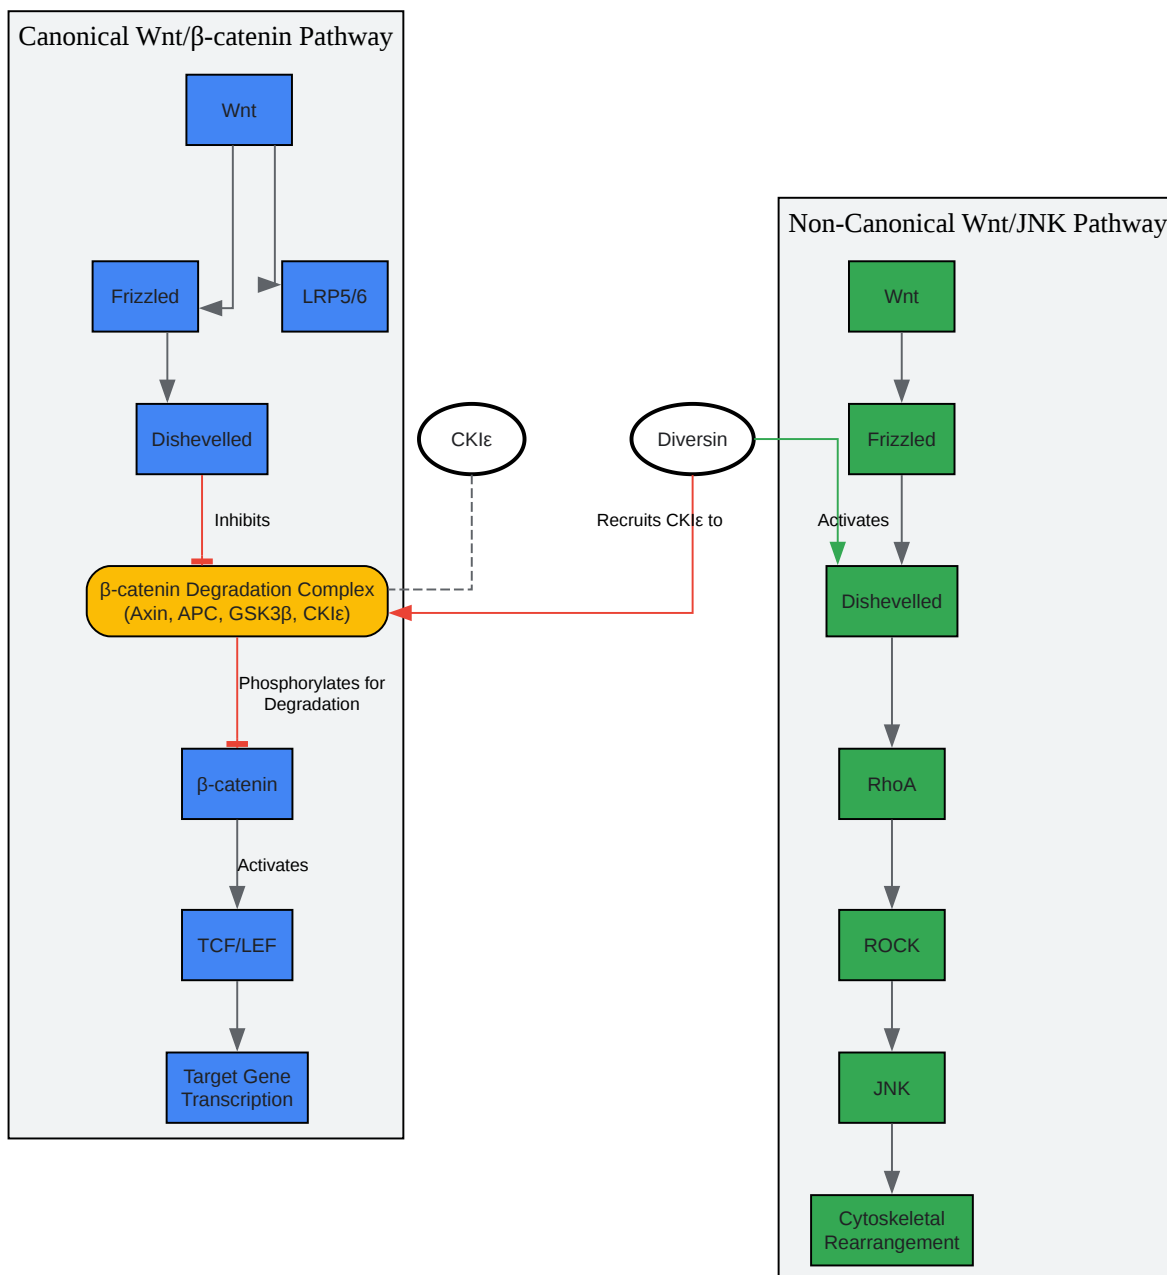 Canonical Wnt/β-catenin Pathway
Wnt
Frizzled
LRP5/6
Dishevelled
Inhibits
β-catenin Degradation Complex
(Axin, APC, GSK3β, CKIε)
Phosphorylates for
Degradation
β-catenin
Activates
TCF/LEF
Target Gene
Transcription
CKIε
Diversin
Recruits CKIε to
Non-Canonical Wnt/JNK Pathway
Wnt
Frizzled
Activates
Dishevelled
RhoA
ROCK
JNK
Cytoskeletal
Rearrangement